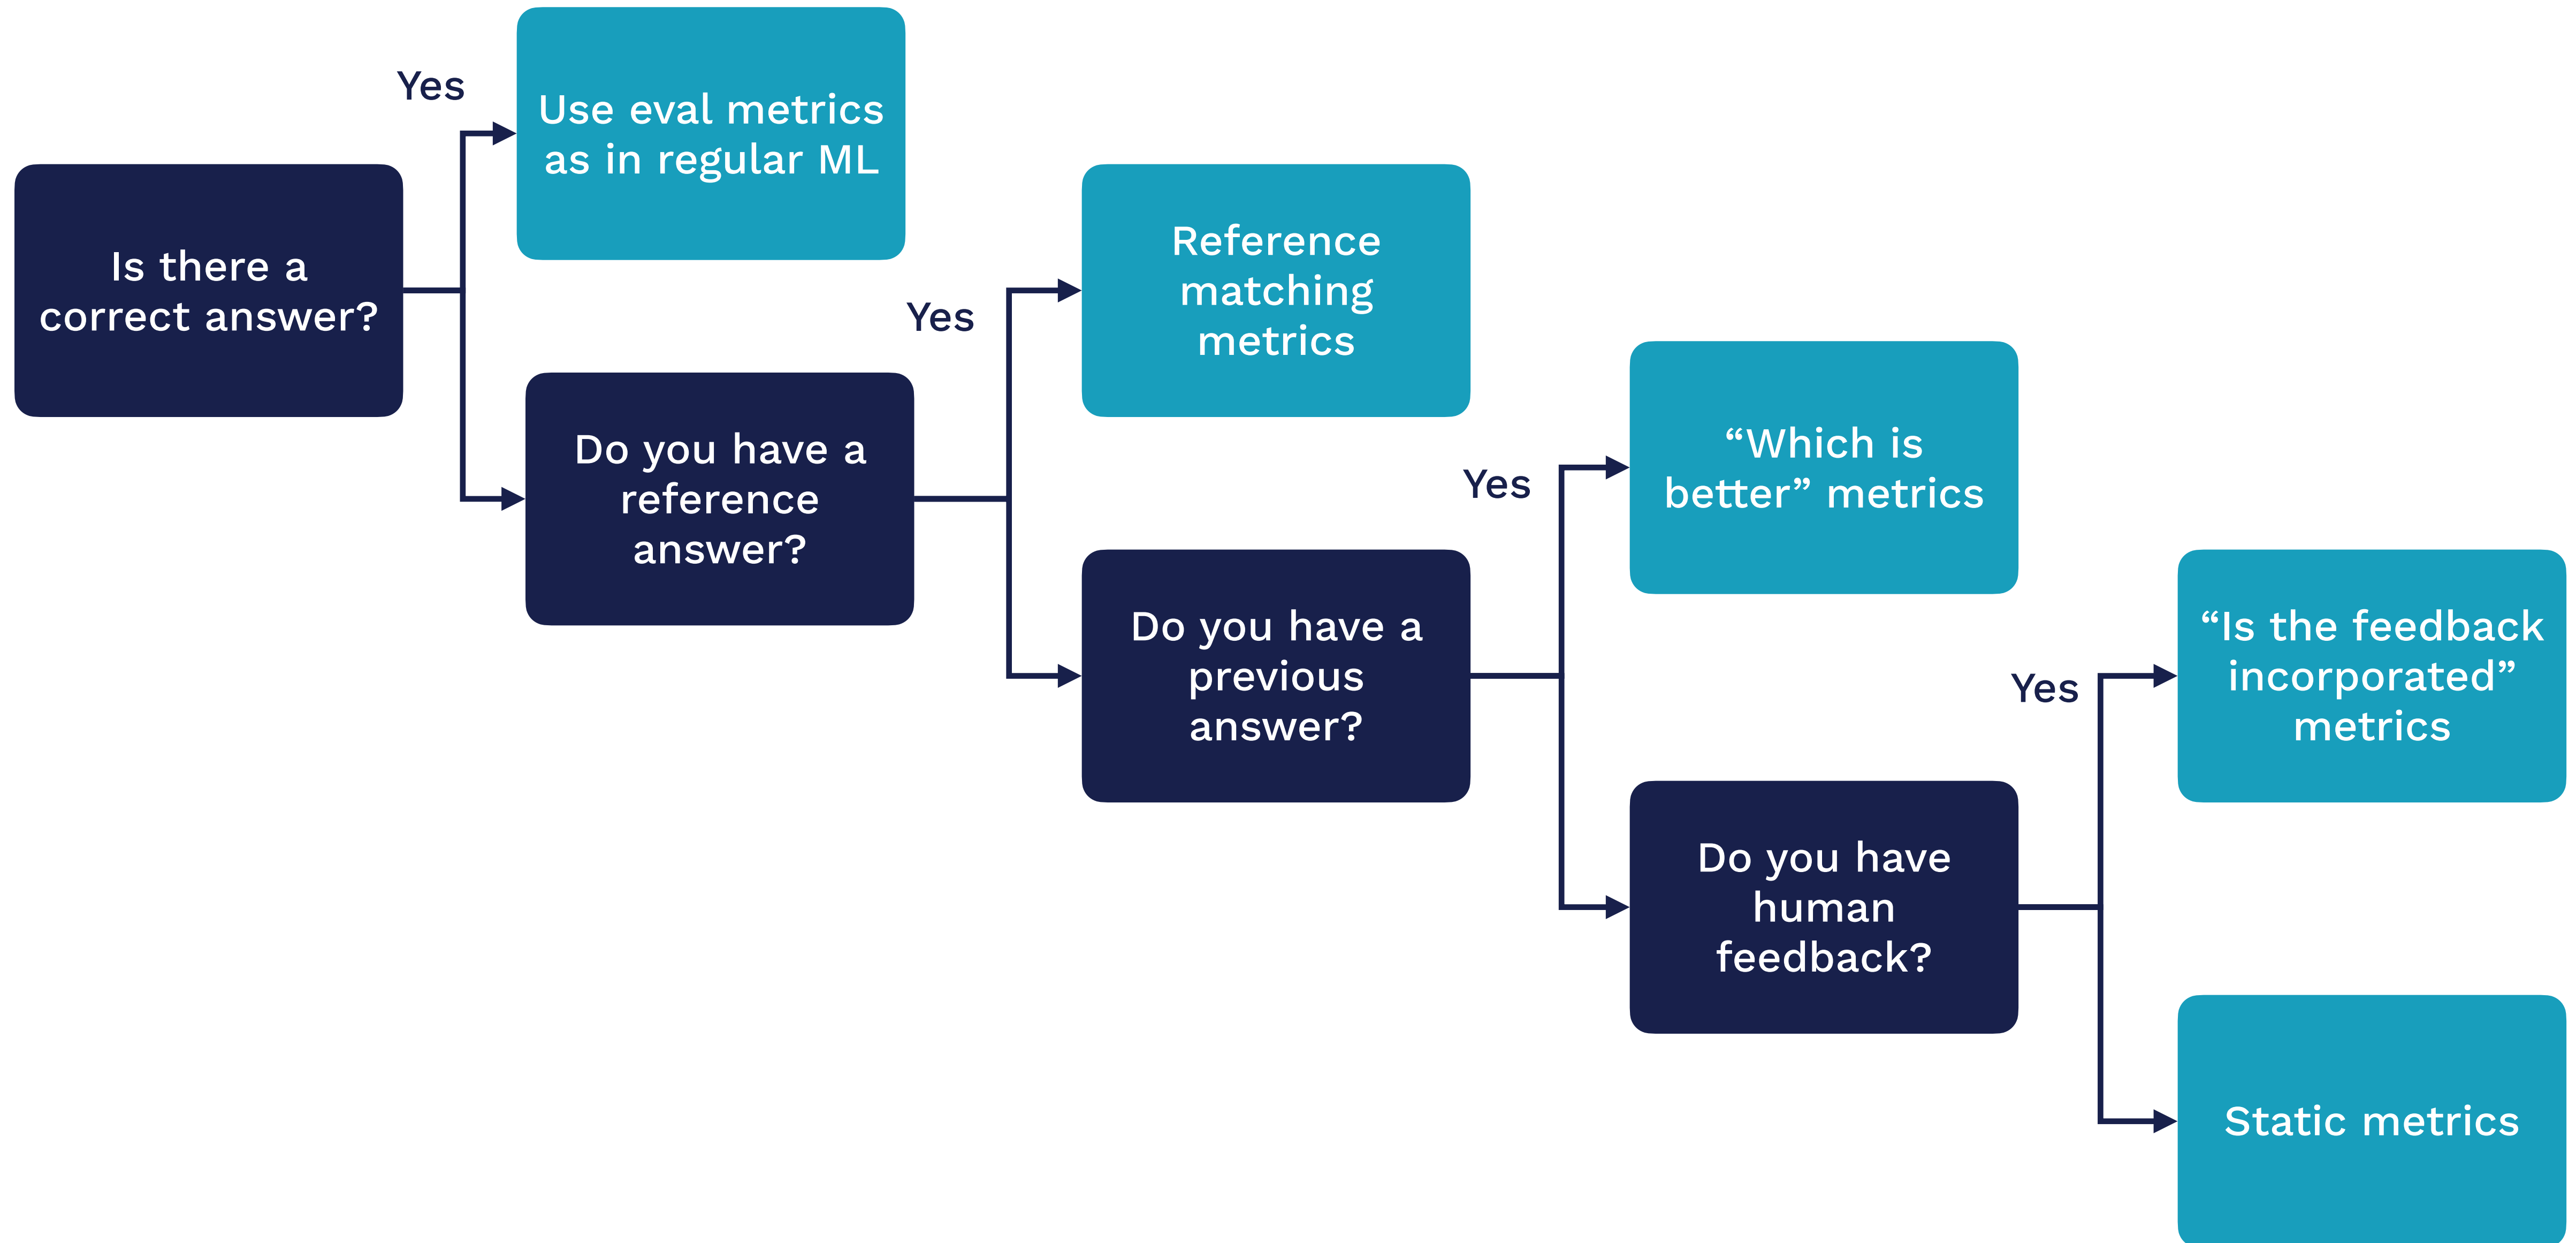 Yes
Use eval metrics
as in regular ML
Is there a
correct answer?
Yes
Reference
matching
metrics
Do you have a
reference
answer?
Yes
“Which is
better” metrics
Do you have a
previous
answer?
Yes
“Is the feedback
incorporated”
metrics
Do you have
human
feedback?
Static metrics